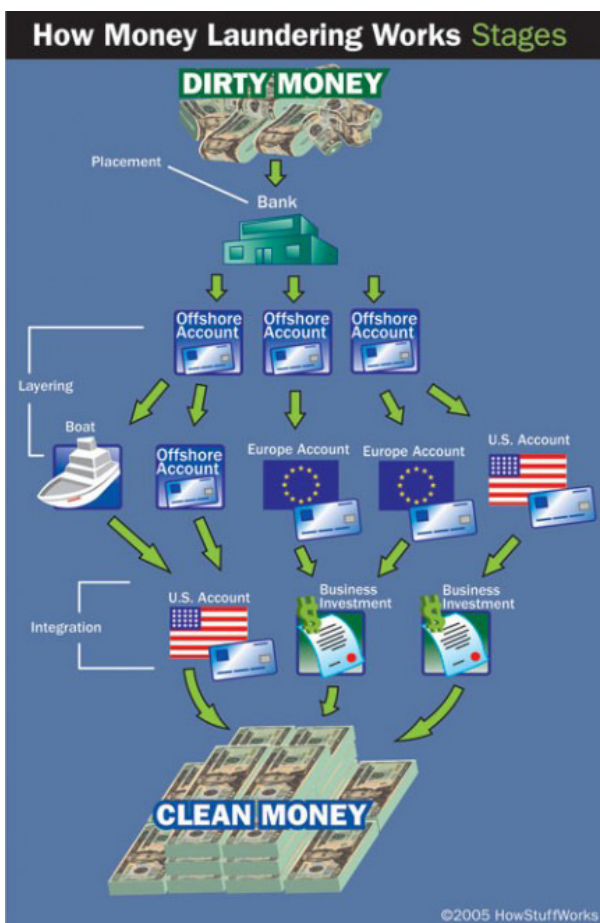 How Money Laundering Works Stages
DIRTY MONEY
Placement
Bank
Offshore
Account
Offshore
Account
Offshore
Account
Layering
Boat
Offshore
Account
Europe Account
Europe Account
U.S. Account
Integration
U.S. Account
Business
Investment
Business
Investment
CLEAN MONEY
©2005 HowStuffWorks